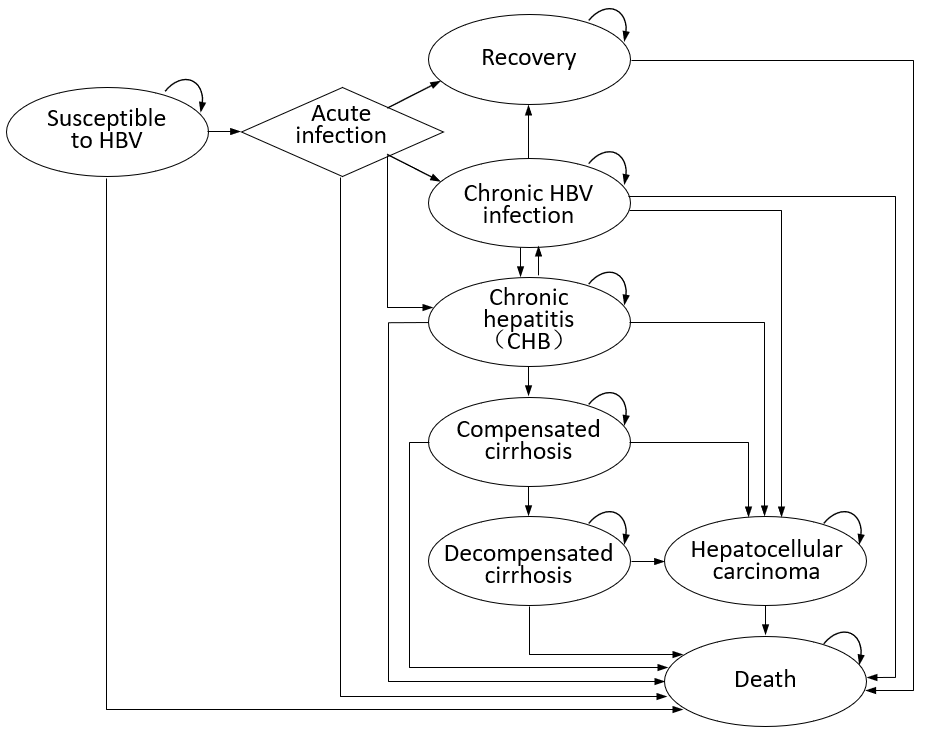 Recovery
Susceptible
to HBV
Acute
infection
Chronic HBV
infection
Chronic
hepatitis
（CHB）
Compensated
cirrhosis
Decompensated
cirrhosis
Hepatocellular
carcinoma
Death